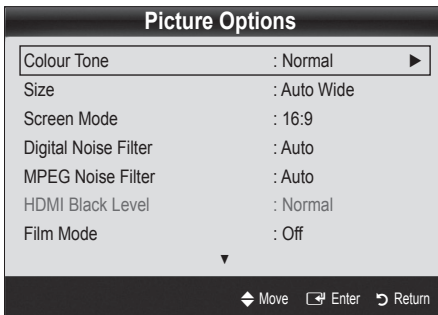 Picture Options
Colour Tone : Normal ►
Size : Auto Wide
Screen Mode : 16:9
Digital Noise Filter : Auto
MPEG Noise Filter : Auto
HDMI Black Level : Normal
Film Mode : Off
▼
Move Enter Return